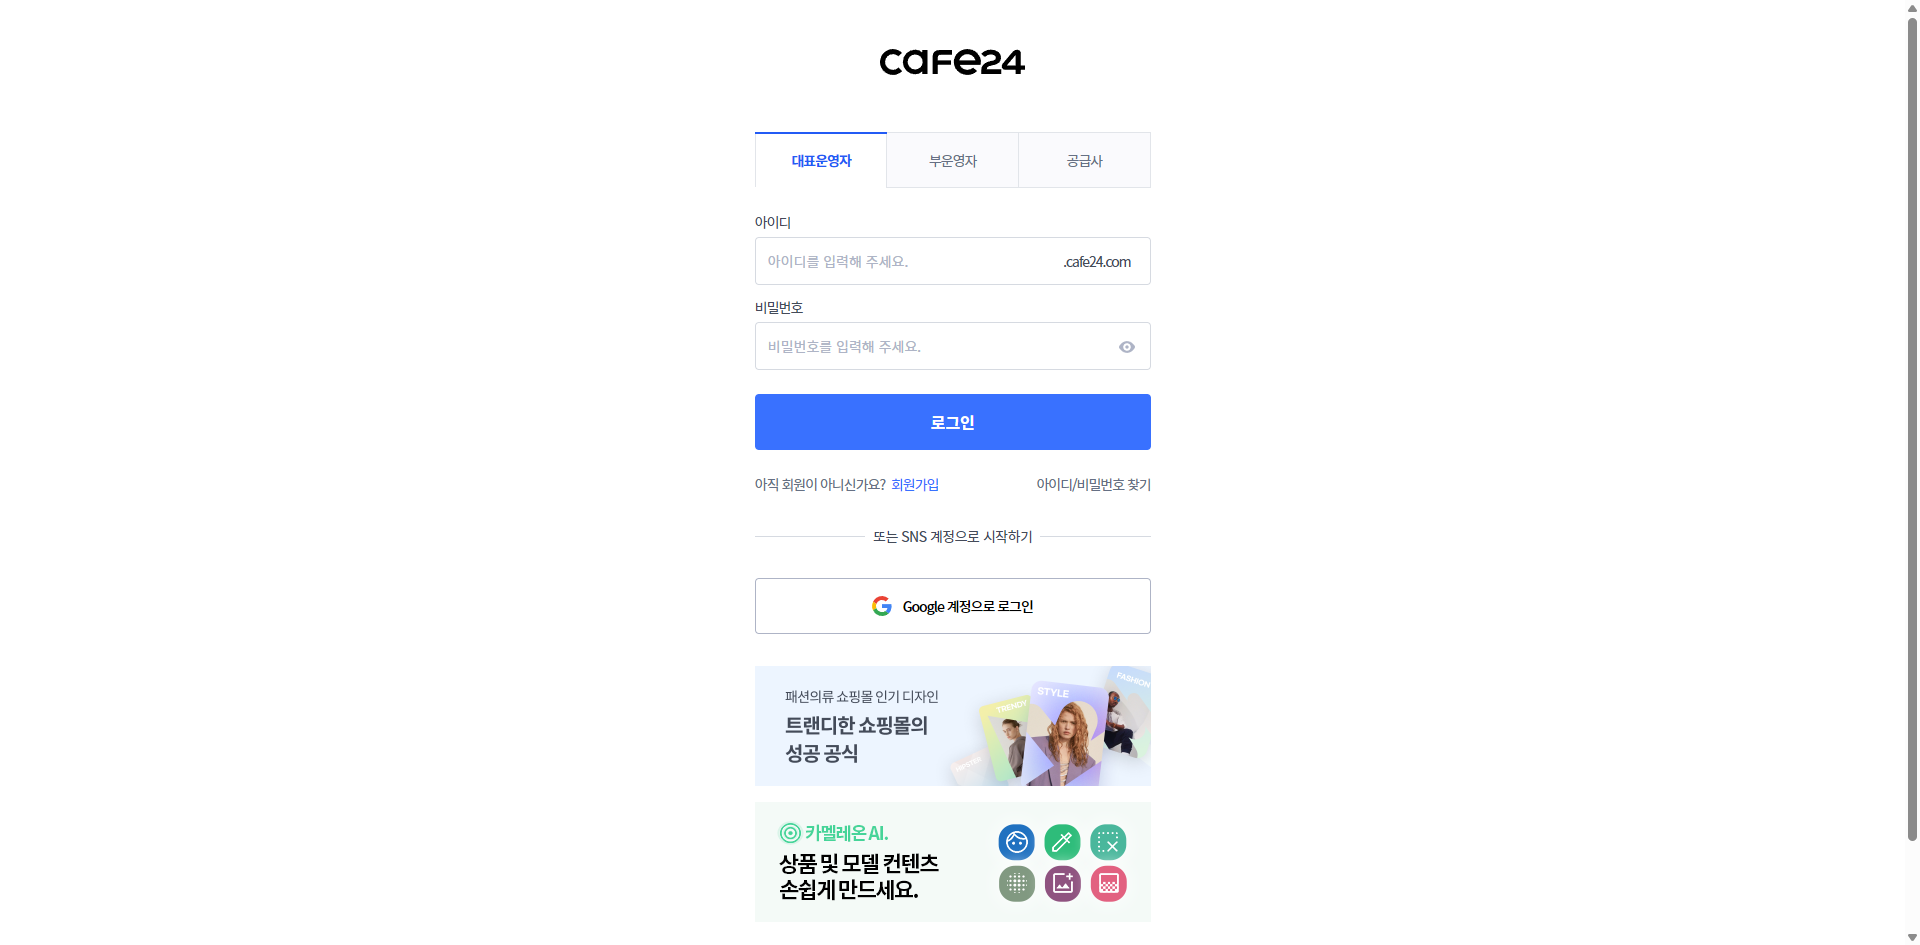 cafe24
대표운영자
부운영자
공급사
아이디
아이디를 입력해 주세요.
.cafe24.com
비밀번호
비밀번호를 입력해 주세요.
로그인
아직 회원이 아니신가요? 회원가입
아이디/비밀번호 찾기
또는 SNS 계정으로 시작하기
Google 계정으로 로그인
패션의류 쇼핑몰 인기 디자인
트랜디한 쇼핑몰의
성공 공식
TRENDY
STYLE
FASHION
카멜레온 AI.
상품 및 모델 컨텐츠
손쉽게 만드세요.